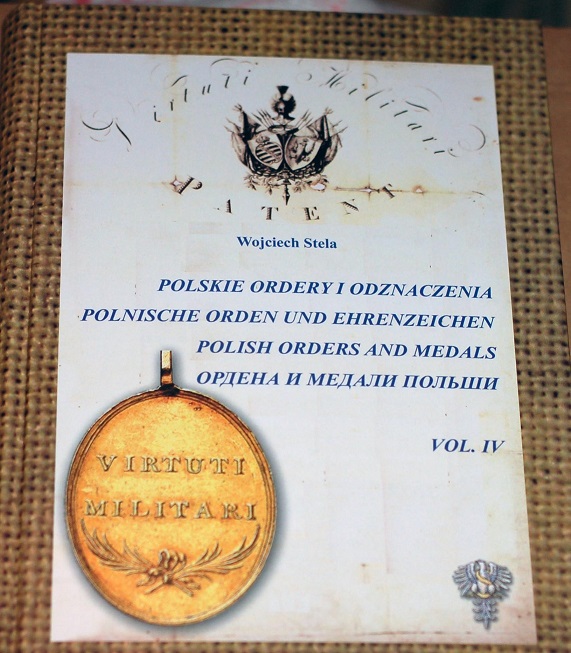 Virtuti Militari
PATENT
Wojciech Stela
POLSKIE ORDERY I ODZNACZENIA
POLNISCHE ORDEN UND EHRENZEICHEN
POLISH ORDERS AND MEDALS
ОРДЕНА И МЕДАЛИ ПОЛЬШИ
VOL. IV
VIRTUTI
MILITARI